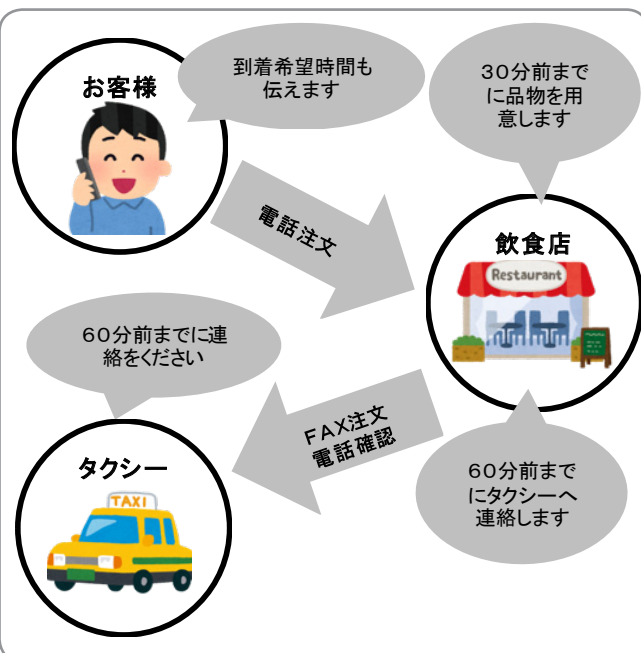 お客様
到着希望時間も
伝えます
30分前まで
に品物を用
意します
電話注文
飲食店
Restaurant
60分前までに連
絡をください
FAX注文
電話確認
タクシー
TAXI
60分前まで
にタクシーへ
連絡します